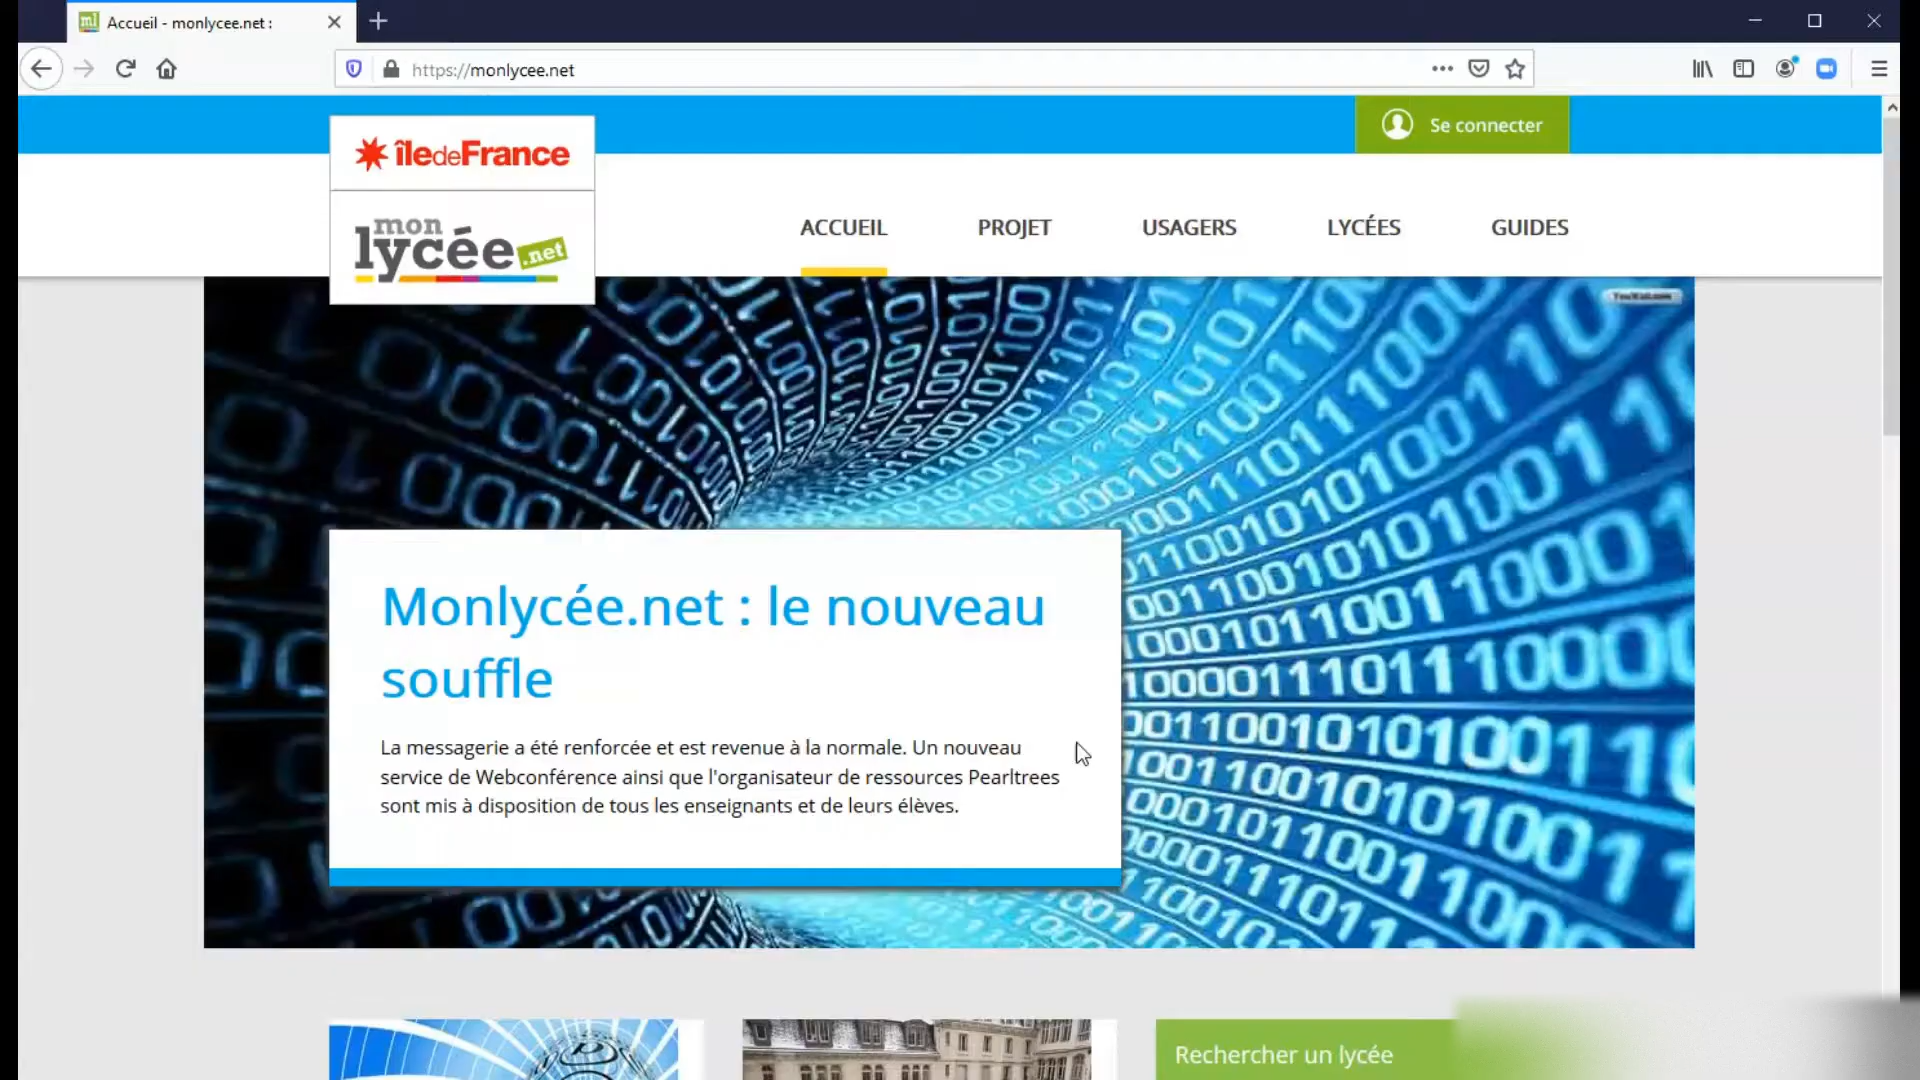 Accueil - monlycee.net :
https://monlycee.net
Se connecter
îledeFrance
mon
lycée.net
ACCUEIL
PROJET
USAGERS
LYCÉES
GUIDES
Monlycée.net : le nouveau
souffle
La messagerie a été renforcée et est revenue à la normale. Un nouveau
service de Webconférence ainsi que l'organisateur de ressources Pearltrees
sont mis à disposition de tous les enseignants et de leurs élèves.
Rechercher un lycée